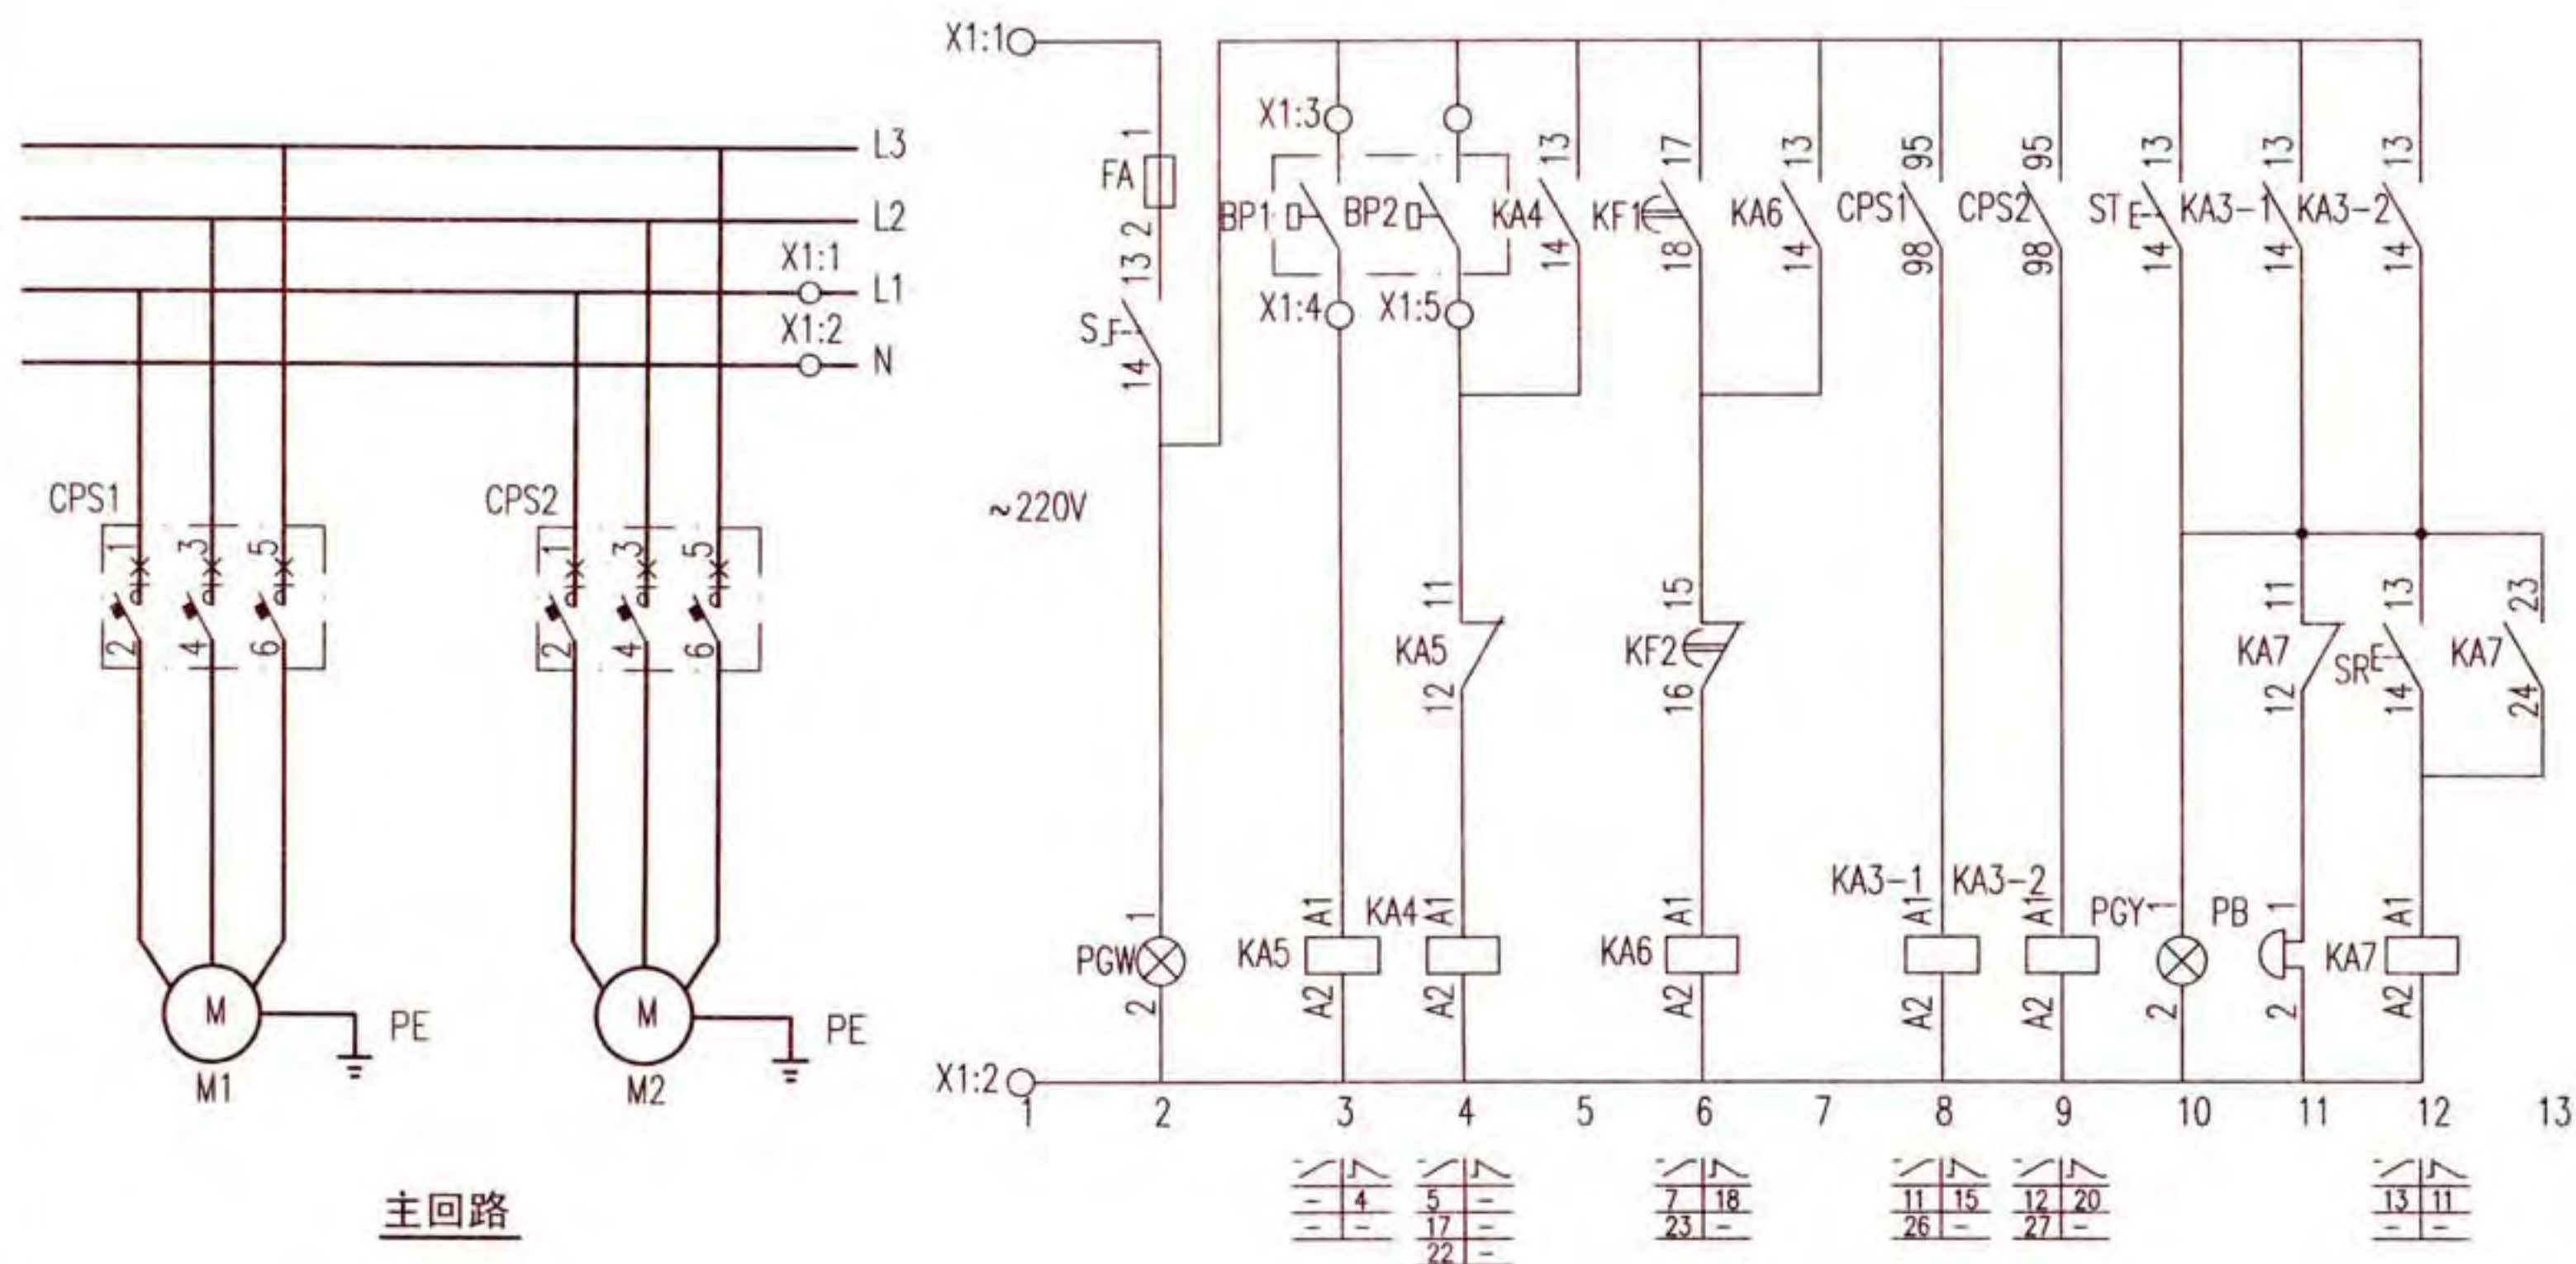 L3
L2
X1:1
L1
X1:2
N
CPS1
1 3 5
2 4 6
CPS2
1 3 5
2 4 6
M
PE
M1
M
PE
M2
主回路
X1:1
1
FA
2
13
S
14
~220V
PGW
1
2
X1:2
X1:3
BP1
X1:4
BP2
X1:5
KA4
13
14
KF1
17
18
KA6
13
14
CPS1
95
98
CPS2
95
98
ST
13
14
KA3-1
13
14
KA3-2
13
14
KA5
11
12
KF2
15
16
KA7
11
12
SR
13
14
KA7
23
24
KA5
A1
A2
KA4
A1
A2
KA6
A1
A2
KA3-1
A1
A2
KA3-2
A1
A2
PGY
1
2
PB
1
2
KA7
A1
A2
1 2 3 4 5 6 7 8 9 10 11 12 13
- 4
- -
5 -
17 -
22 -
7 18
23 -
11 15
26 -
12 20
27 -
13 11
- -